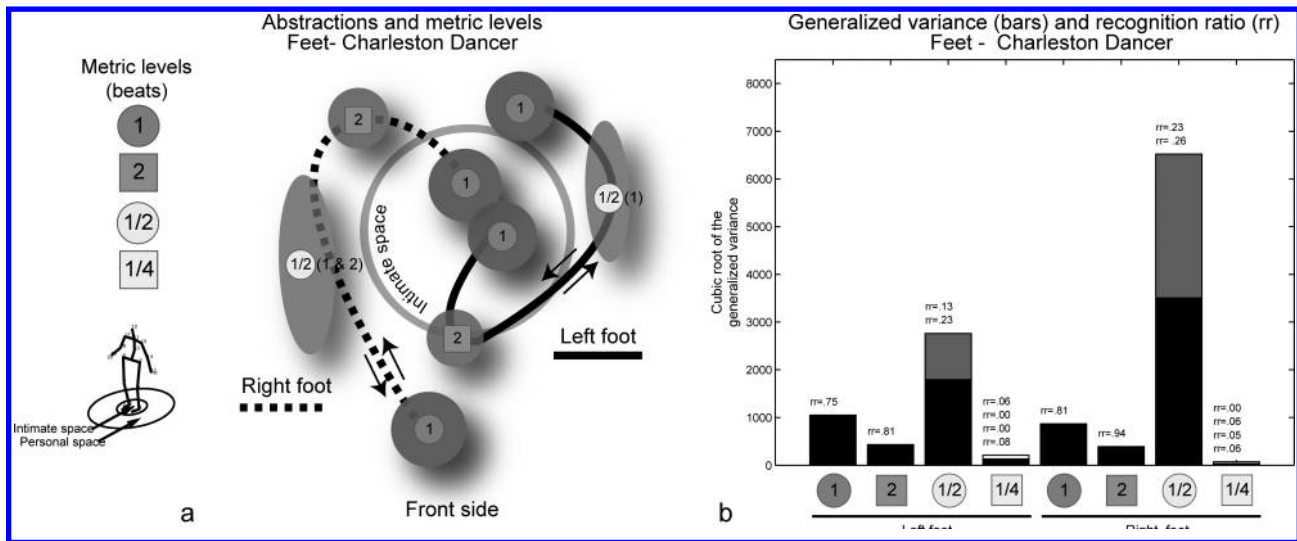 Abstractions and metric levels
Feet- Charleston Dancer
Metric levels
(beats)
1
2
1/2
1/4
Intimate space
Personal space
2
1
1
1
1/2 (1)
1/2 (1 & 2)
Intimate space
2
Left foot
Right foot
1
Front side
a
Generalized variance (bars) and recognition ratio (rr)
Feet - Charleston Dancer
Cubic root of the
generalized variance
8000
7000
6000
5000
4000
3000
2000
1000
0
rr=.75
rr=.81
rr=.13
rr=.23
rr=.06
rr=.00
rr=.00
rr=.08
rr=.81
rr=.94
rr=.23
rr= .26
rr=.00
rr=.06
rr=.05
rr=.06
1
2
1/2
1/4
1
2
1/2
1/4
Left foot
Right foot
b